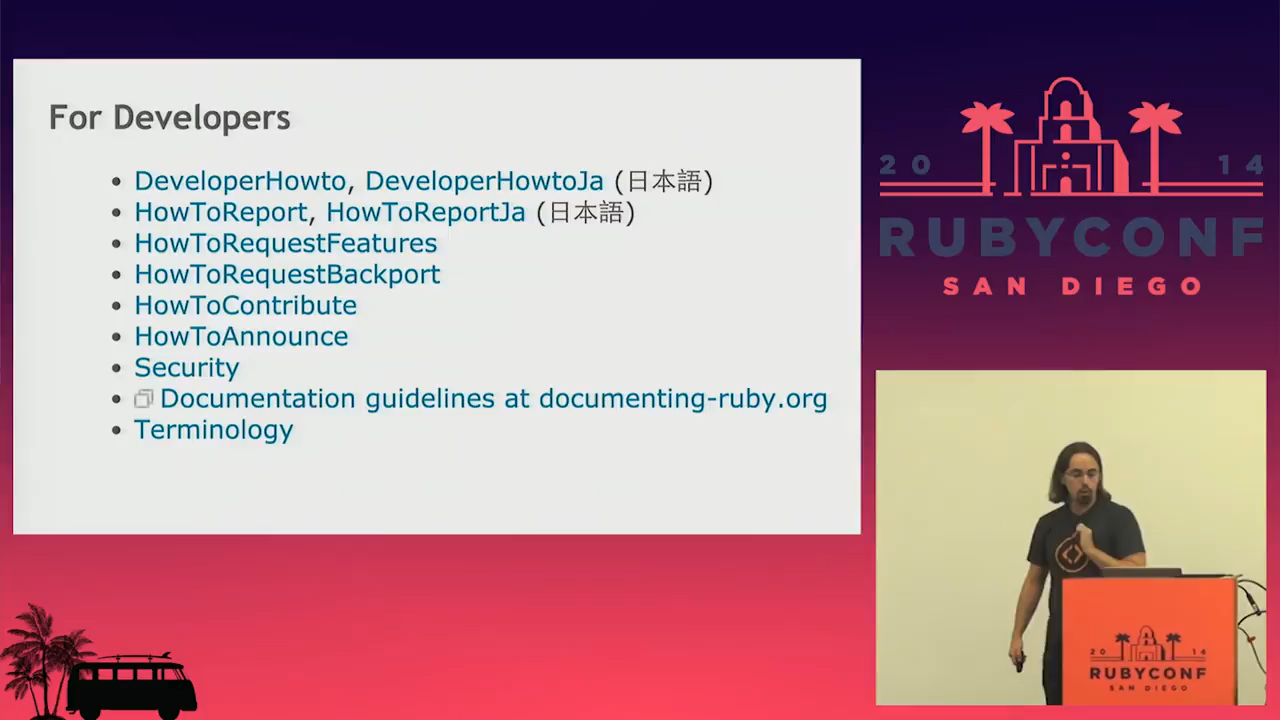 For Developers
DeveloperHowto, DeveloperHowtoJa (日本語)
HowToReport, HowToReportJa (日本語)
HowToRequestFeatures
HowToRequestBackport
HowToContribute
HowToAnnounce
Security
Documentation guidelines at documenting-ruby.org
Terminology
20 14
RUBYCONF
SAN DIEGO
20 14
RUBYCONF
SAN DIEGO